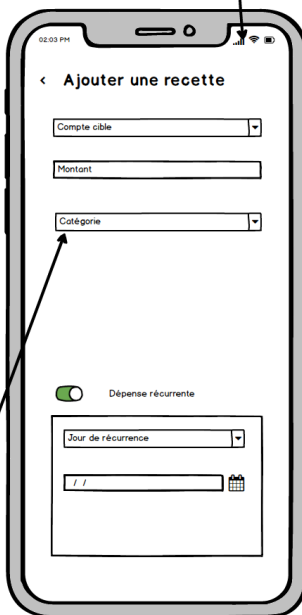 02:03 PM
< Ajouter une recette
Compte cible
Montant
Catégorie
Dépense récurrente
Jour de récurrence
/ /